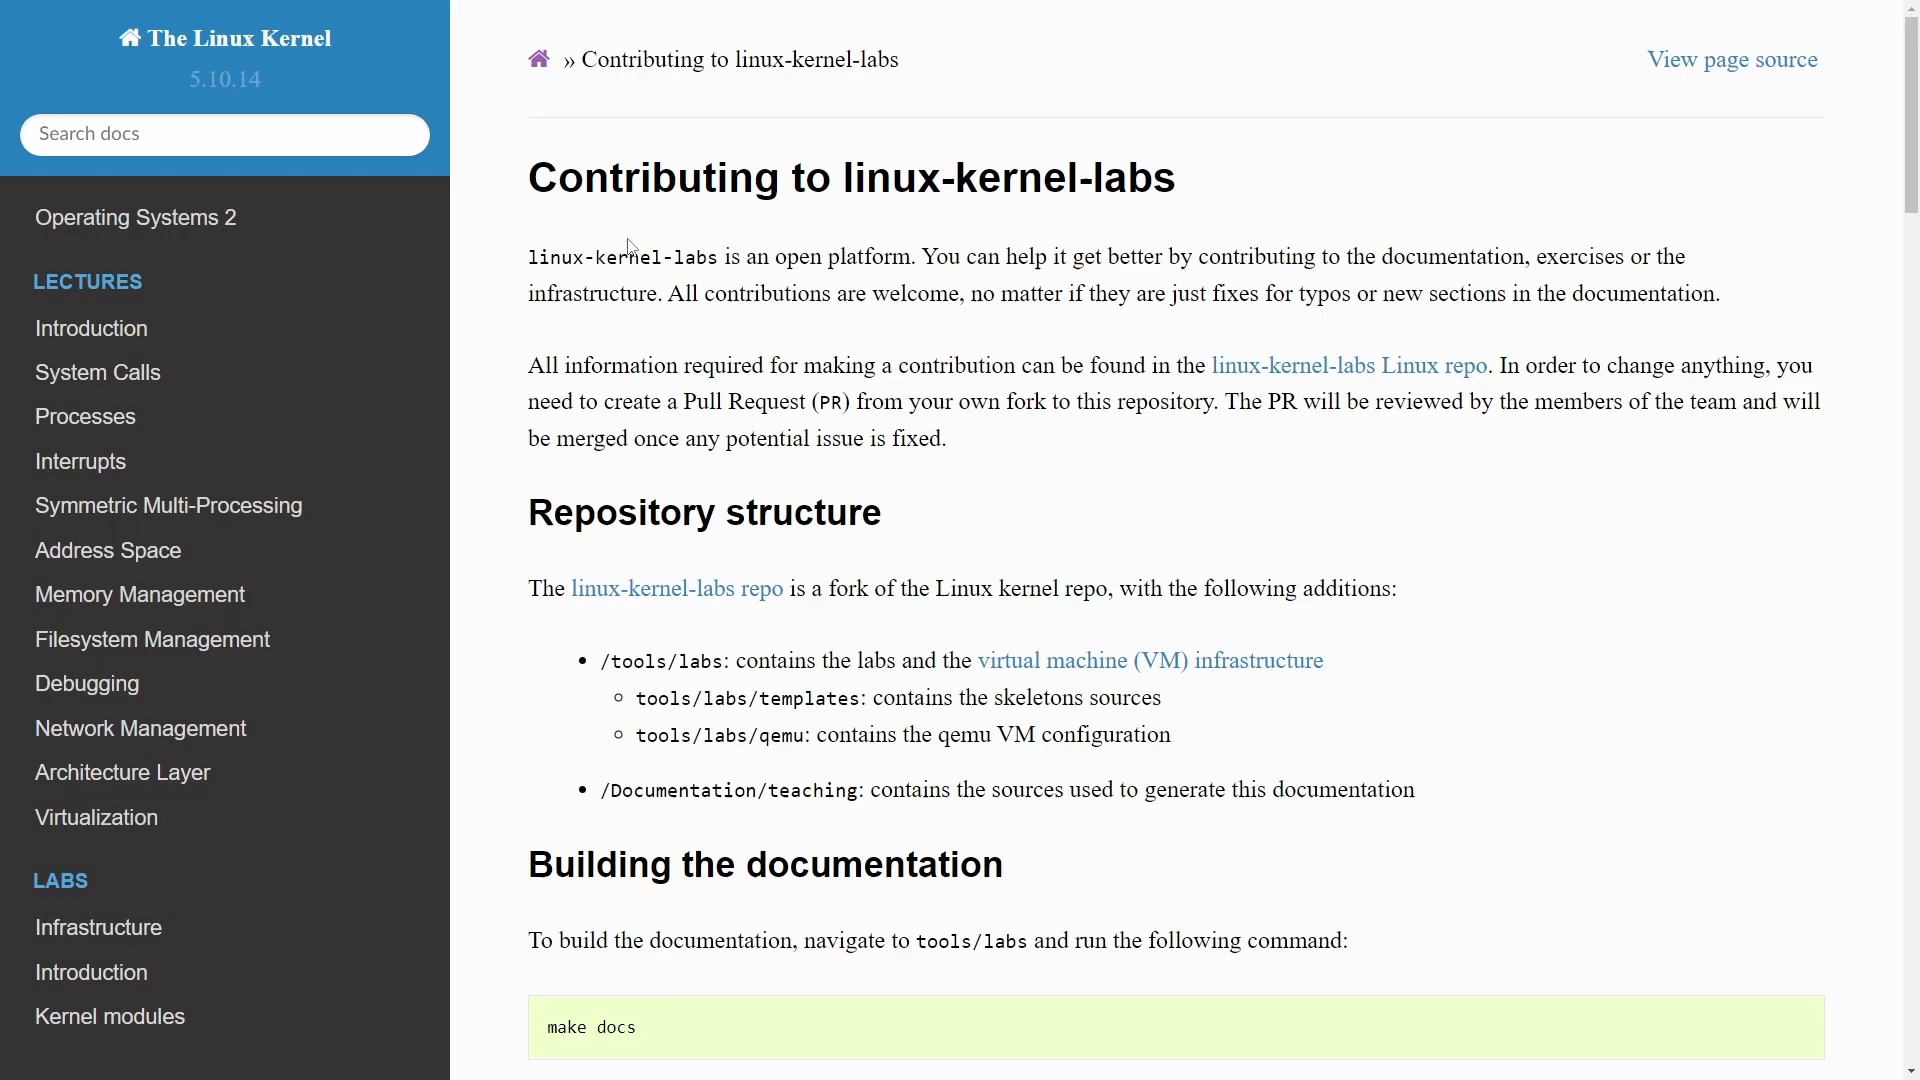 The Linux Kernel
5.10.14
Search docs
Operating Systems 2
LECTURES
Introduction
System Calls
Processes
Interrupts
Symmetric Multi-Processing
Address Space
Memory Management
Filesystem Management
Debugging
Network Management
Architecture Layer
Virtualization
LABS
Infrastructure
Introduction
Kernel modules
» Contributing to linux-kernel-labs
View page source
Contributing to linux-kernel-labs
linux-kernel-labs is an open platform. You can help it get better by contributing to the documentation, exercises or the
infrastructure. All contributions are welcome, no matter if they are just fixes for typos or new sections in the documentation.
All information required for making a contribution can be found in the linux-kernel-labs Linux repo. In order to change anything, you
need to create a Pull Request (PR) from your own fork to this repository. The PR will be reviewed by the members of the team and will
be merged once any potential issue is fixed.
Repository structure
The linux-kernel-labs repo is a fork of the Linux kernel repo, with the following additions:
• /tools/labs: contains the labs and the virtual machine (VM) infrastructure
◦ tools/labs/templates: contains the skeletons sources
◦ tools/labs/qemu: contains the qemu VM configuration
• /Documentation/teaching: contains the sources used to generate this documentation
Building the documentation
To build the documentation, navigate to tools/labs and run the following command:
make docs